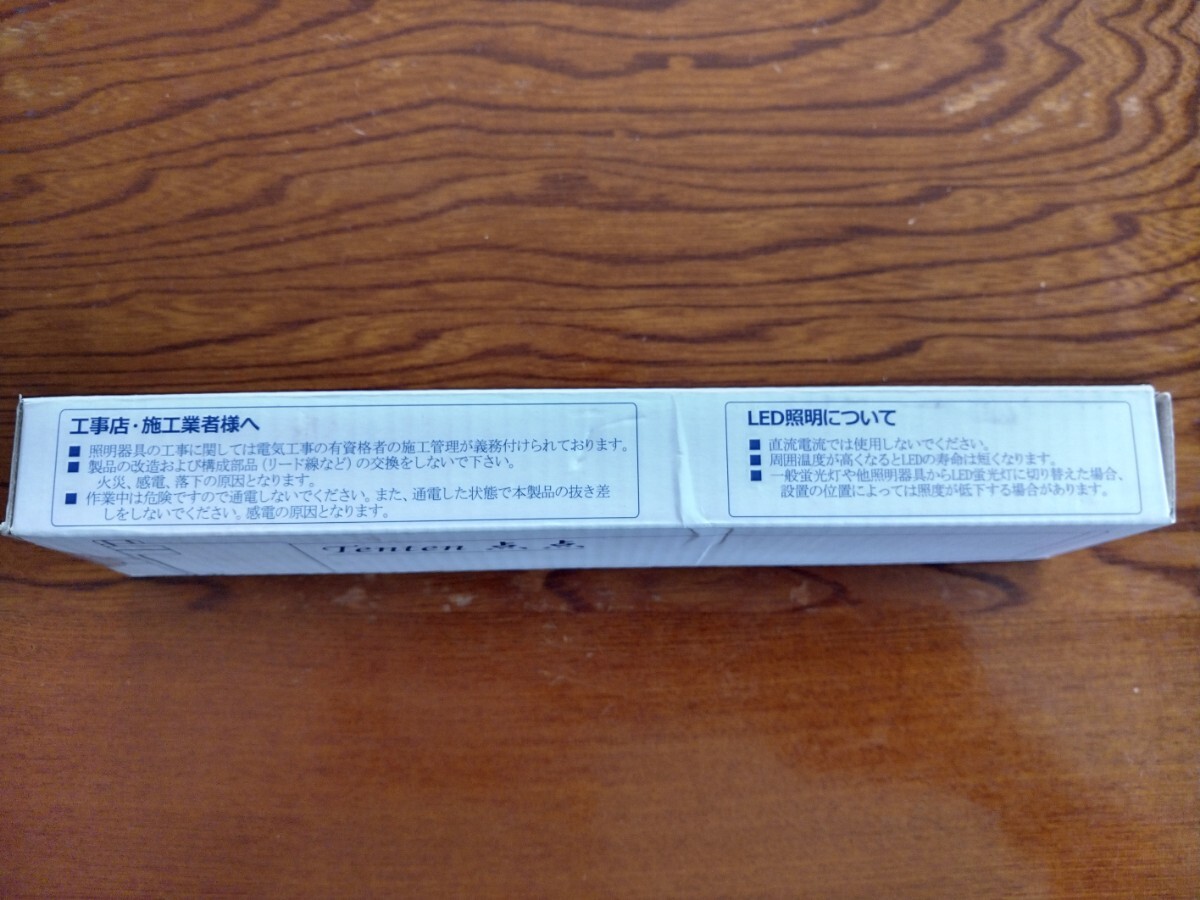 工事店・施工業者様へ
■ 照明器具の工事に関しては電気工事の有資格者の施工管理が義務付けられております。
■ 製品の改造および構成部品（リード線など）の交換をしないで下さい。
火災、感電、落下の原因となります。
■ 作業中は危険ですので通電しないでください。また、通電した状態で本製品の抜き差
しをしないでください。感電の原因となります。
LED照明について
■ 直流電流では使用しないでください。
■ 周囲温度が高くなるとLEDの寿命は短くなります。
■ 一般蛍光灯や他照明器具からLED蛍光灯に切り替えた場合、
設置の位置によっては照度が低下する場合があります。
Tenten 点点